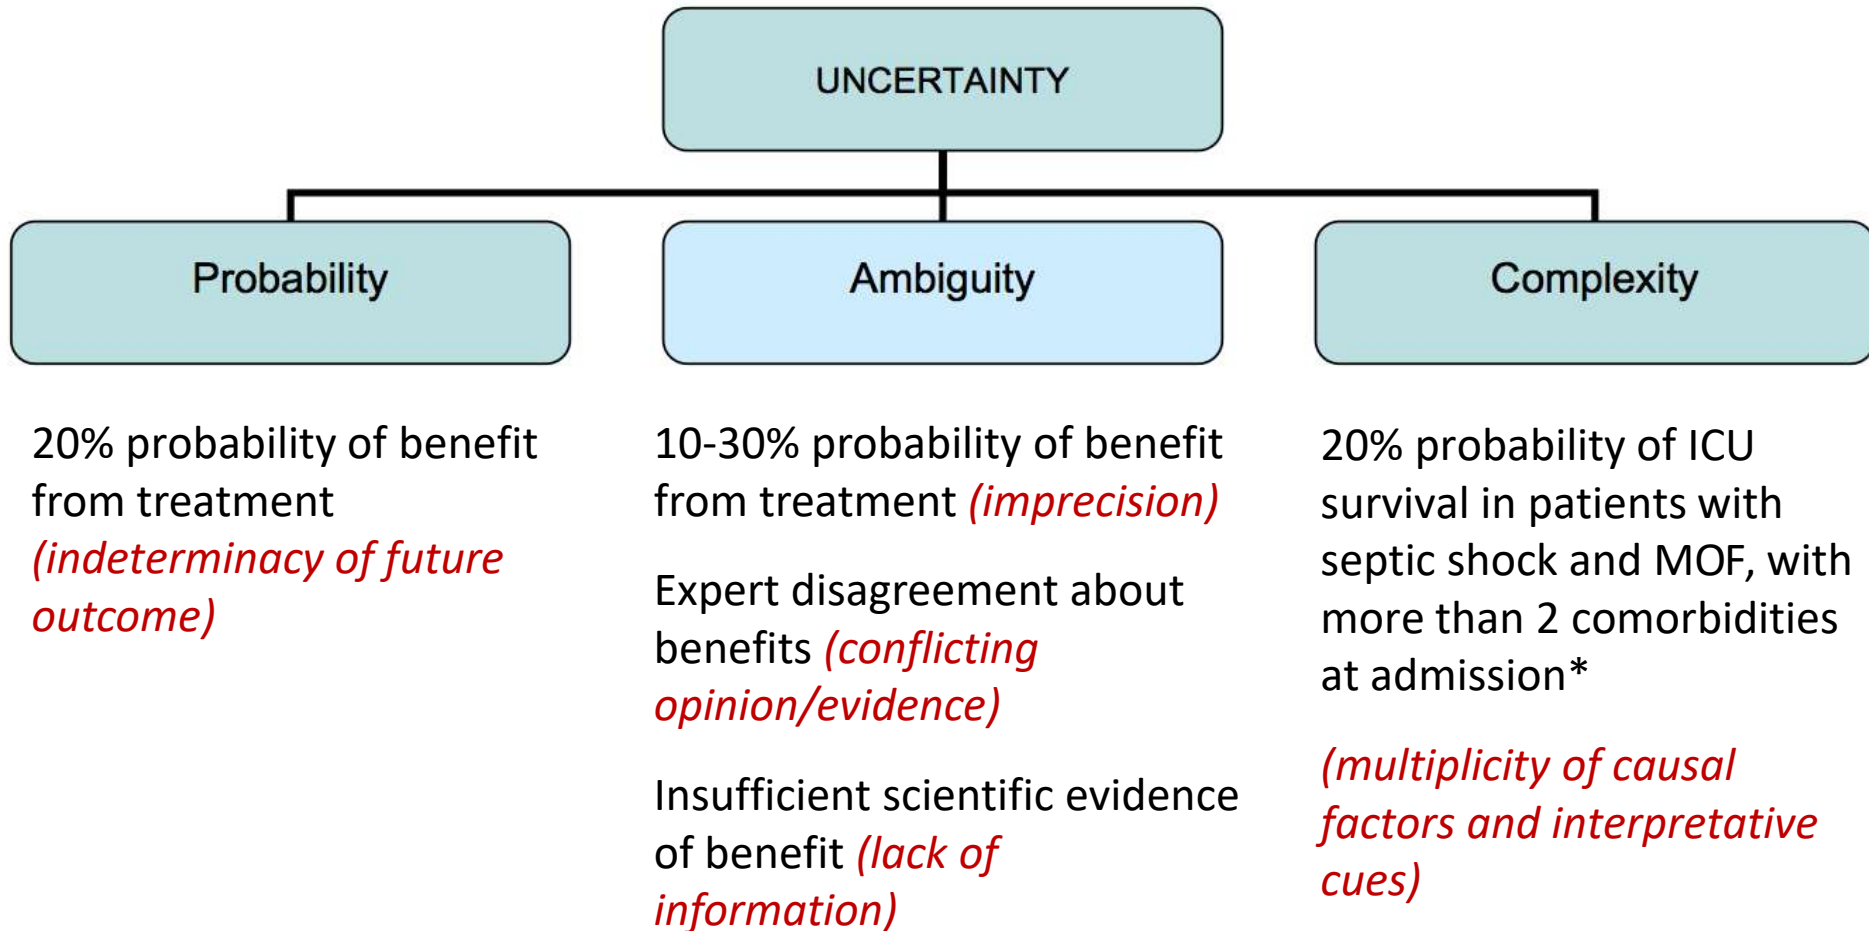 UNCERTAINTY
Probability
Ambiguity
Complexity
20% probability of benefit
from treatment
(indeterminacy of future
outcome)
10-30% probability of benefit
from treatment (imprecision)
Expert disagreement about
benefits (conflicting
opinion/evidence)
Insufficient scientific evidence
of benefit (lack of
information)
20% probability of ICU
survival in patients with
septic shock and MOF, with
more than 2 comorbidities
at admission*
(multiplicity of causal
factors and interpretative
cues)